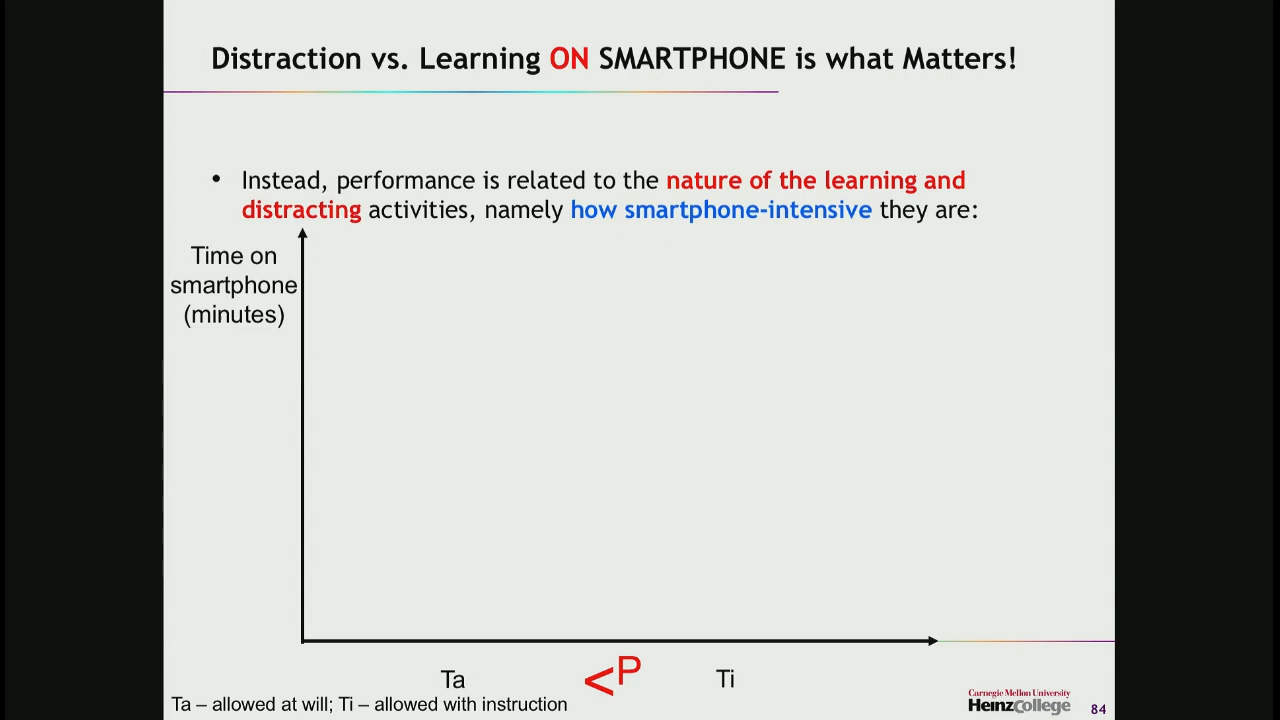 Distraction vs. Learning ON SMARTPHONE is what Matters!
• Instead, performance is related to the nature of the learning and
distracting activities, namely how smartphone-intensive they are:
Time on
smartphone
(minutes)
Ta <P Ti
Ta – allowed at will; Ti – allowed with instruction
Carnegie Mellon University
HeinzCollege
84